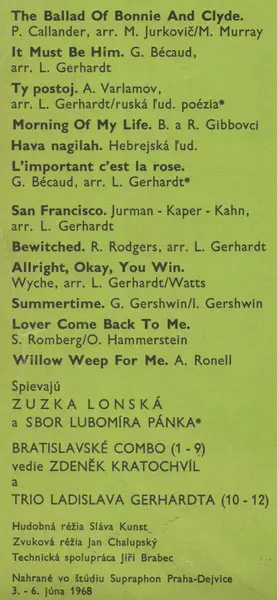 The Ballad Of Bonnie And Clyde.
P. Callander, arr. M. Jurkovič/M. Murray
It Must Be Him. G. Bécaud,
arr. L. Gerhardt
Ty postoj. A. Varlamov,
arr. L. Gerhardt/ruská ľud. poézia*
Morning Of My Life. B. a R. Gibbovci
Hava nagilah. Hebrejská ľud.
L'important c'est la rose.
G. Bécaud, arr. L. Gerhardt*
San Francisco. Jurman - Kaper - Kahn,
arr. L. Gerhardt
Bewitched. R. Rodgers, arr. L. Gerhardt
Allright, Okay, You Win.
Wyche, arr. L. Gerhardt/Watts
Summertime. G. Gershwin/I. Gershwin
Lover Come Back To Me.
S. Romberg/O. Hammerstein
Willow Weep For Me. A. Ronell
Spievajú
ZUZKA LONSKÁ
a SBOR LUBOMÍRA PÁNKA*
BRATISLAVSKÉ COMBO (1 - 9)
vedie ZDENĚK KRATOCHVÍL
a
TRIO LADISLAVA GERHARDTA (10 - 12)
Hudobná réžia Sláva Kunst
Zvuková réžia Jan Chalupský
Technická spolupráca Jiří Brabec
Nahrané vo štúdiu Supraphon Praha-Dejvice
3. - 6. júna 1968